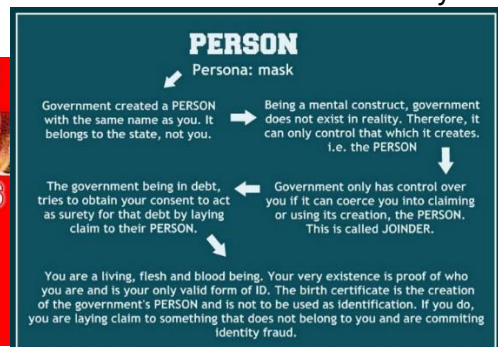 PERSON
Persona: mask
Government created a PERSON
with the same name as you. It
belongs to the state, not you.
Being a mental construct, government
does not exist in reality. Therefore, it
can only control that which it creates.
i.e. the PERSON
Government only has control over
you if it can coerce you into claiming
or using its creation, the PERSON.
This is called JOINDER.
The government being in debt,
tries to obtain your consent to act
as surety for that debt by laying
claim to their PERSON.
You are a living, flesh and blood being. Your very existence is proof of who
you are and is your only valid form of ID. The birth certificate is the creation
of the government's PERSON and is not to be used as identification. If you do,
you are laying claim to something that does not belong to you and are commiting
identity fraud.